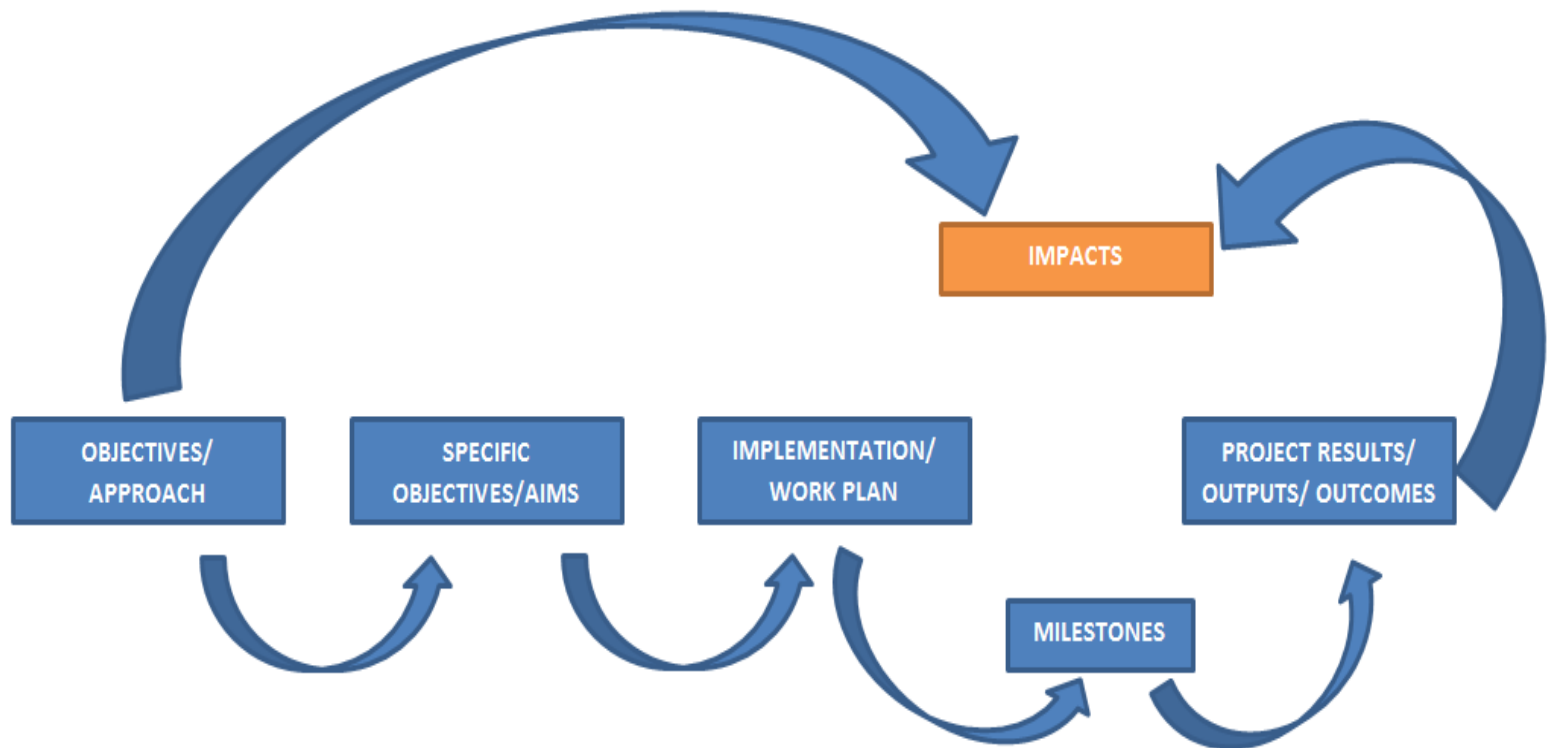 IMPACTS
OBJECTIVES/
APPROACH
SPECIFIC
OBJECTIVES/AIMS
IMPLEMENTATION/
WORK PLAN
PROJECT RESULTS/
OUTPUTS/ OUTCOMES
MILESTONES